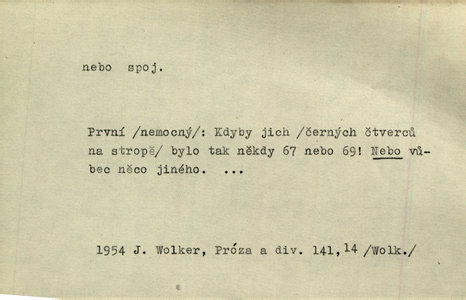 nebo spoj.
První /nemocný/: Kdyby jich /černých čtverců
na stropě/ bylo tak někdy 67 nebo 69! Nebo vů-
bec něco jiného. ...
1954 J. Wolker, Próza a div. 141,14 /Wolk./